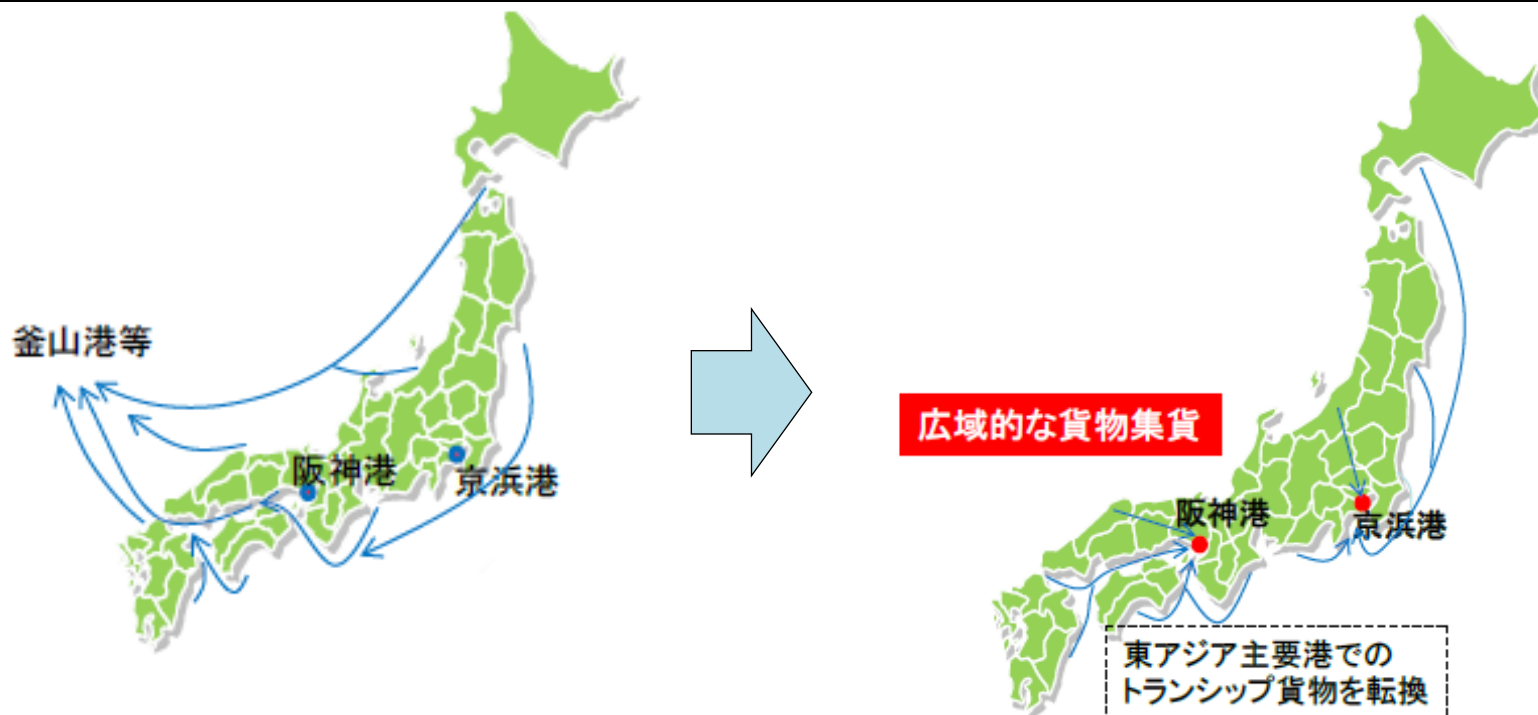 釜山港等
阪神港
京浜港
広域的な貨物集貨
阪神港
京浜港
東アジア主要港での
トランシップ貨物を転換